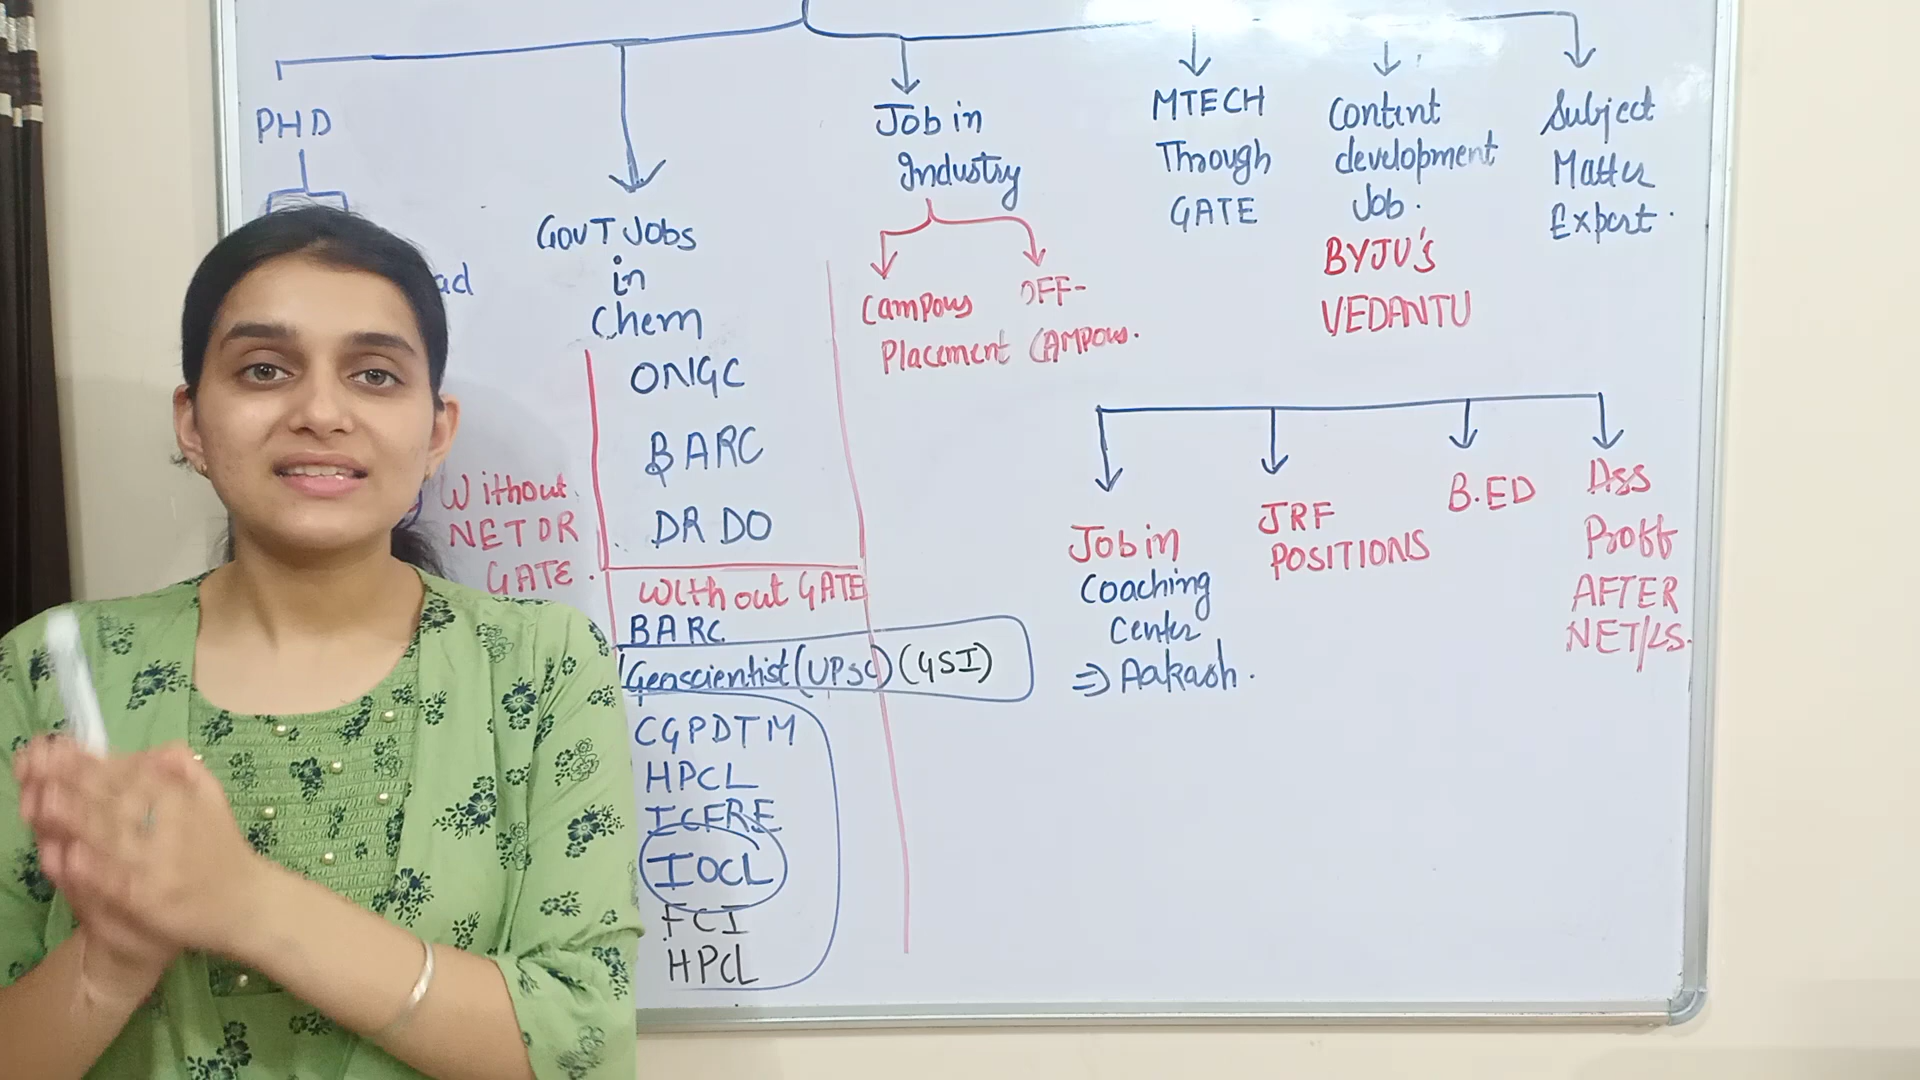 PHD
ad
Without
NET OR
GATE.
GOVT Jobs
in
Chem
ONGC
BARC
DRDO
Without GATE
BARC
Geoscientist (UPSC) (GSI)
CGPDTM
HPCL
ICFRE
IOCL
FCI
HPCL
Job in
Industry
Campous
Placement
OFF-
CAMPOUS.
MTECH
Through
GATE
Content
development
Job.
BYJU'S
VEDANTU
Subject
Matter
Expert.
Job in
Coaching
Center
⇒ Aakash.
JRF
POSITIONS
B.ED
Ass
Proff
AFTER
NET/LS.